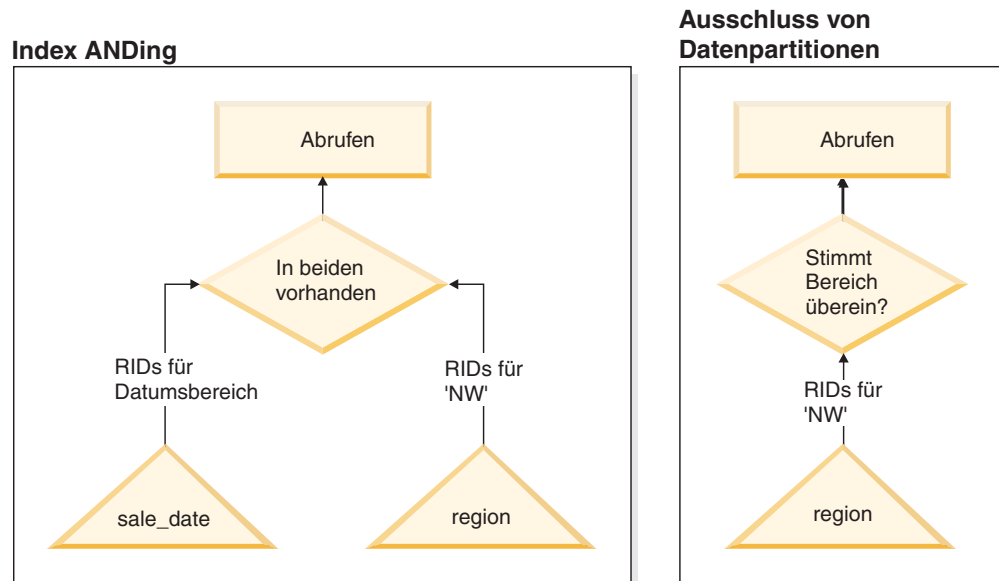 Index ANDing
Abrufen
In beiden
vorhanden
RIDs für
Datumsbereich
RIDs für
'NW'
sale_date
region
Ausschluss von
Datenpartitionen
Abrufen
Stimmt
Bereich
überein?
RIDs für
'NW'
region